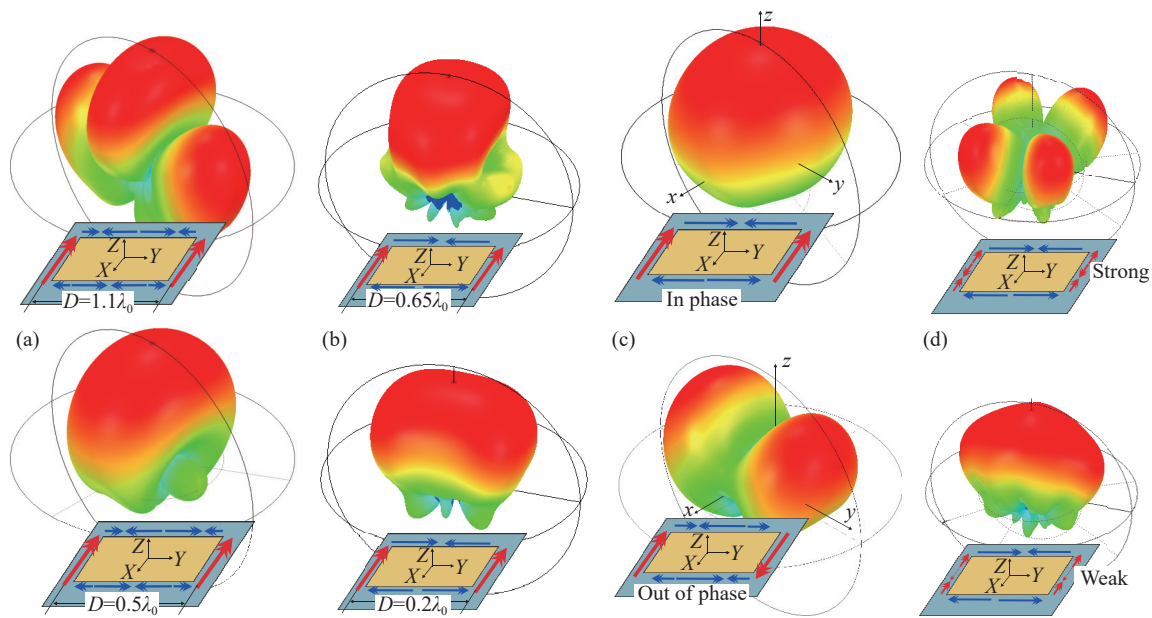 z
x
y
Z
X
Y
D=1.1λ₀
Z
X
Y
D=0.65λ₀
Z
X
Y
In phase
Z
X
Y
Strong
(a)
(b)
(c)
(d)
z
x
y
Z
X
Y
D=0.5λ₀
Z
X
Y
D=0.2λ₀
Z
X
Y
Out of phase
Z
X
Y
Weak